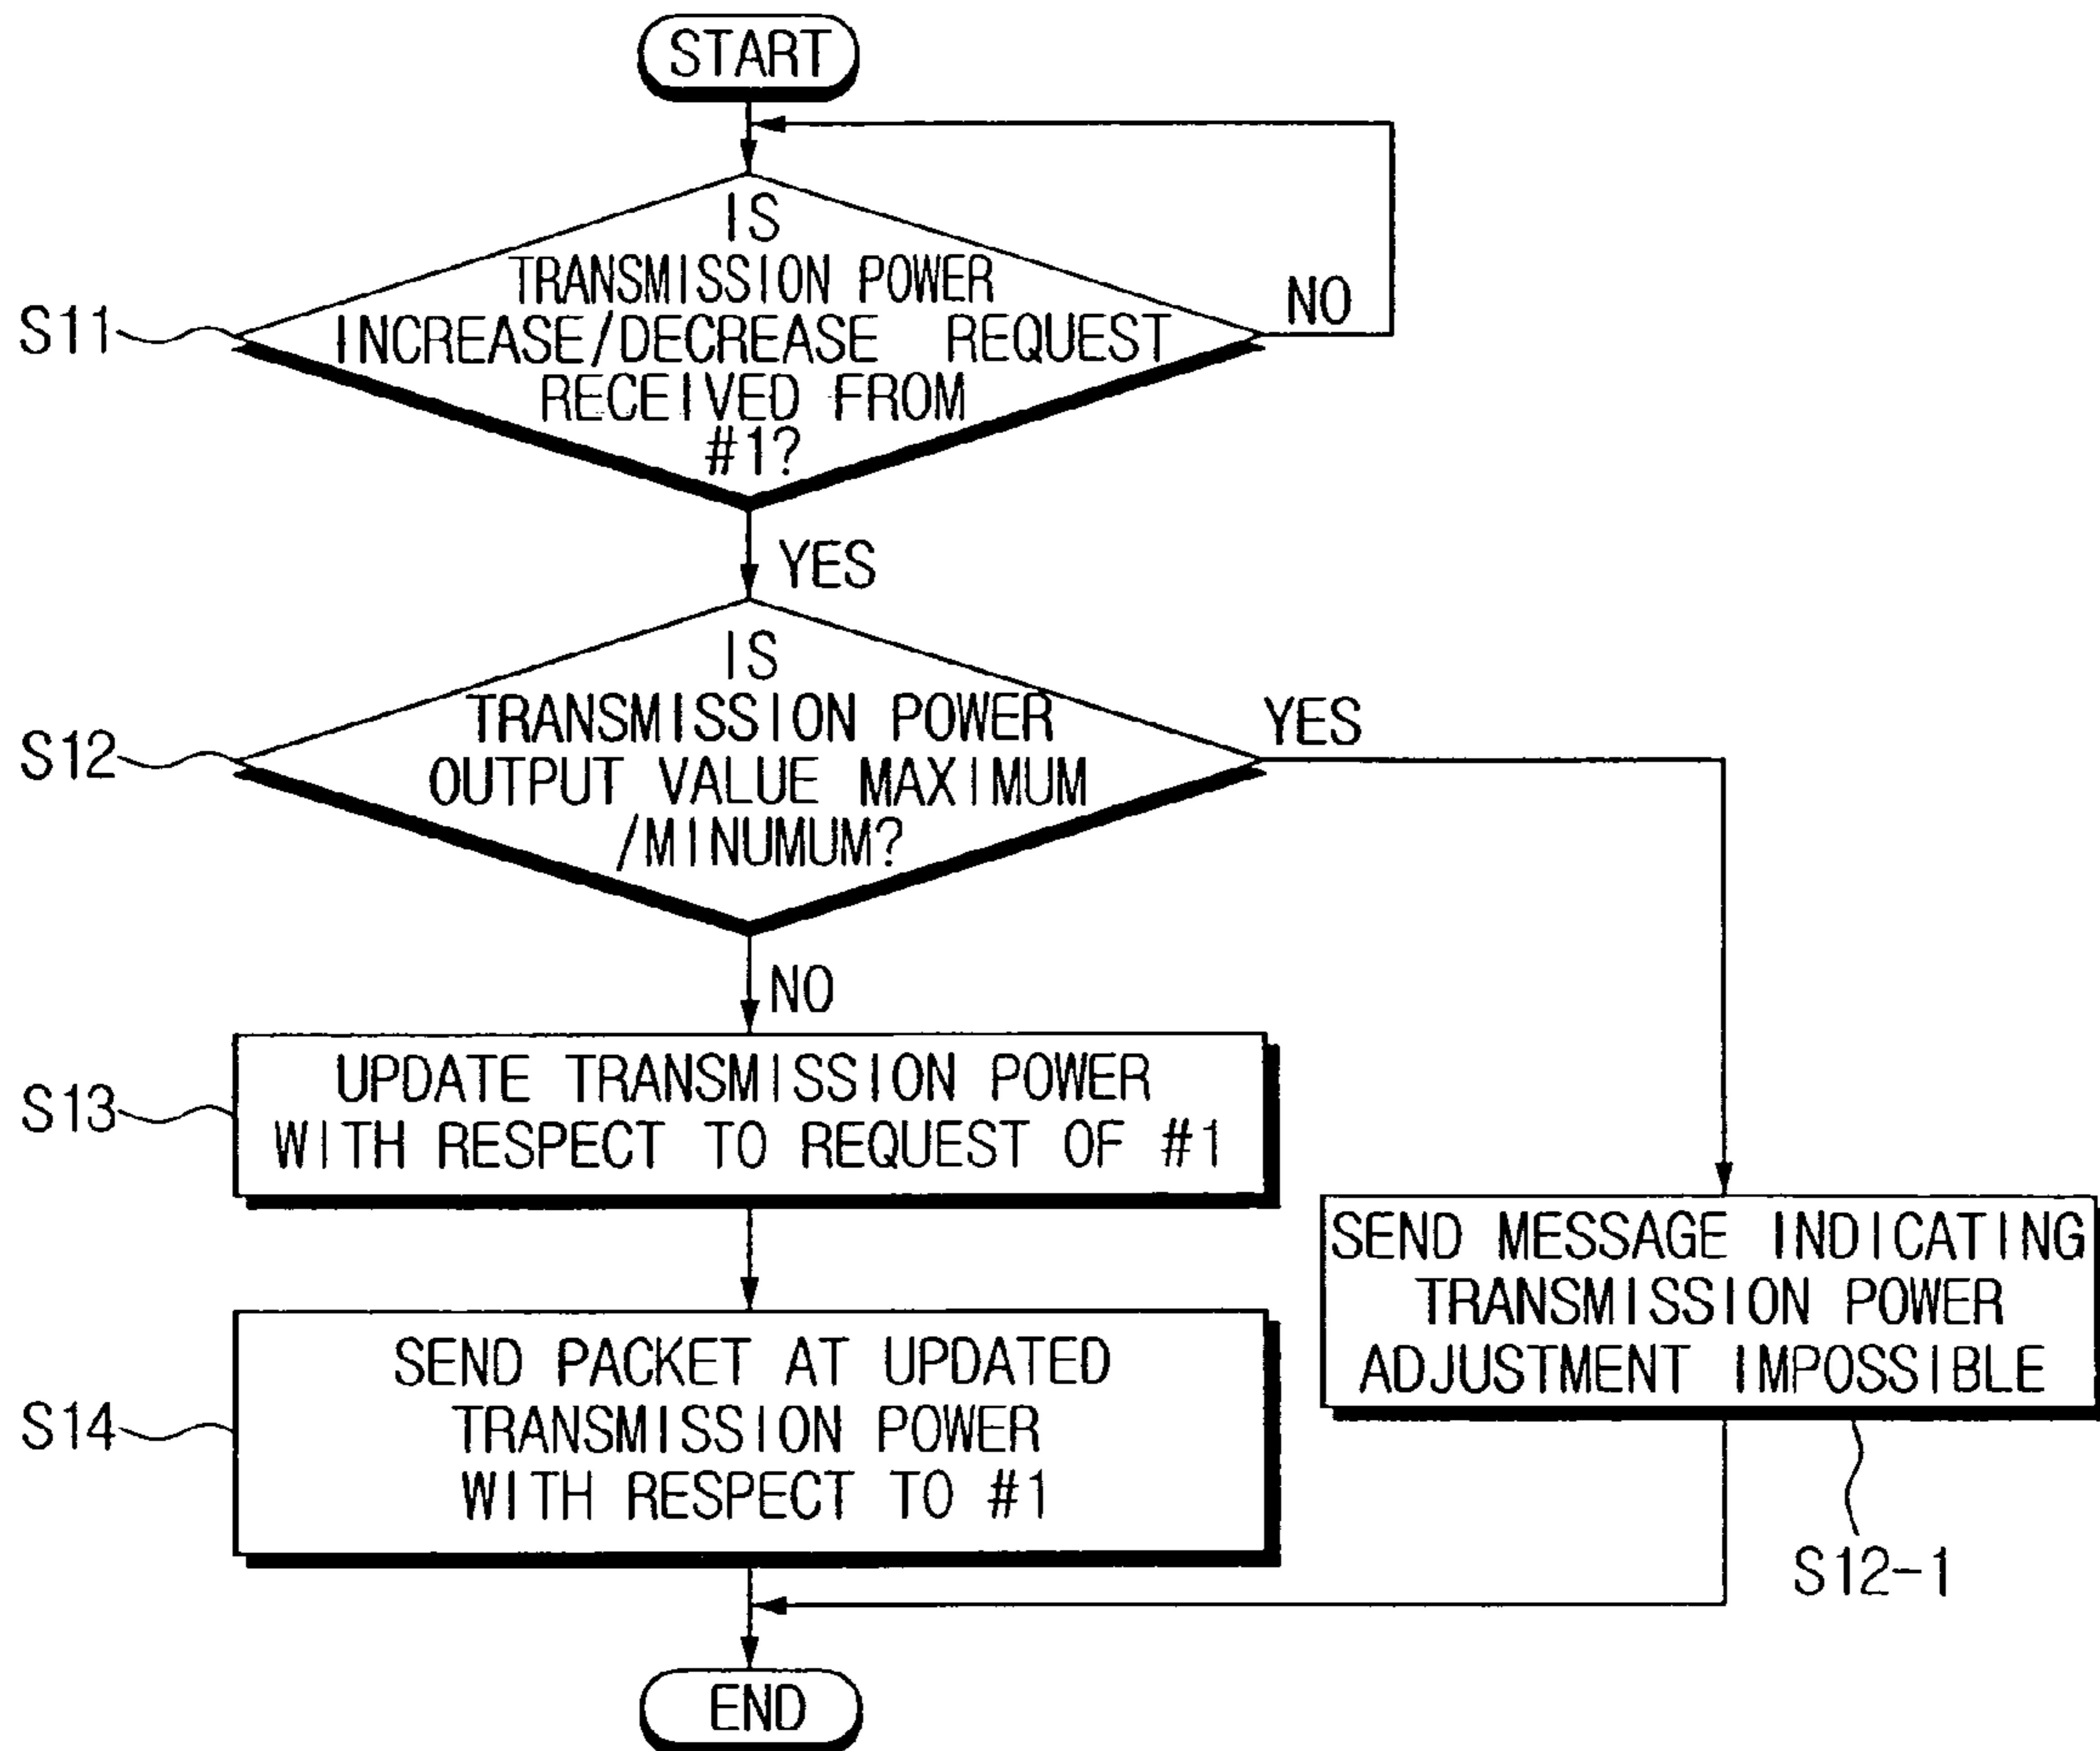 START
IS
TRANSMISSION POWER
INCREASE/DECREASE REQUEST
RECEIVED FROM
#1?
NO
S11
YES
IS
TRANSMISSION POWER
OUTPUT VALUE MAXIMUM
/MINUMUM?
YES
S12
NO
UPDATE TRANSMISSION POWER
WITH RESPECT TO REQUEST OF #1
S13
SEND MESSAGE INDICATING
TRANSMISSION POWER
ADJUSTMENT IMPOSSIBLE
S12-1
SEND PACKET AT UPDATED
TRANSMISSION POWER
WITH RESPECT TO #1
S14
END